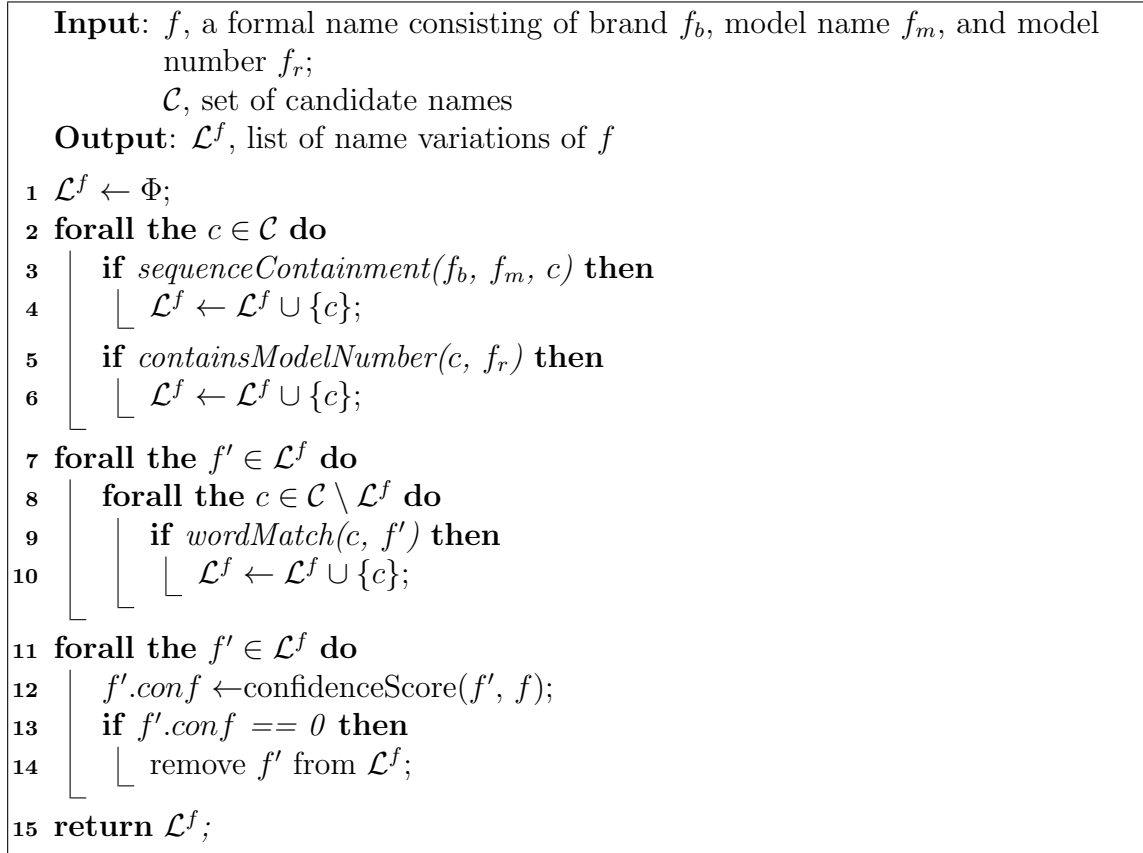 Input: f, a formal name consisting of brand f_b, model name f_m, and model
number f_r;
𝒞, set of candidate names
Output: ℒ^f, list of name variations of f
1 ℒ^f ← Φ;
2 forall the c ∈ 𝒞 do
3 if sequenceContainment(f_b, f_m, c) then
4 ℒ^f ← ℒ^f ∪ {c};
5 if containsModelNumber(c, f_r) then
6 ℒ^f ← ℒ^f ∪ {c};
7 forall the f′ ∈ ℒ^f do
8 forall the c ∈ 𝒞 \ ℒ^f do
9 if wordMatch(c, f′) then
10 ℒ^f ← ℒ^f ∪ {c};
11 forall the f′ ∈ ℒ^f do
12 f′.conf ←confidenceScore(f′, f);
13 if f′.conf == 0 then
14 remove f′ from ℒ^f;
15 return ℒ^f;